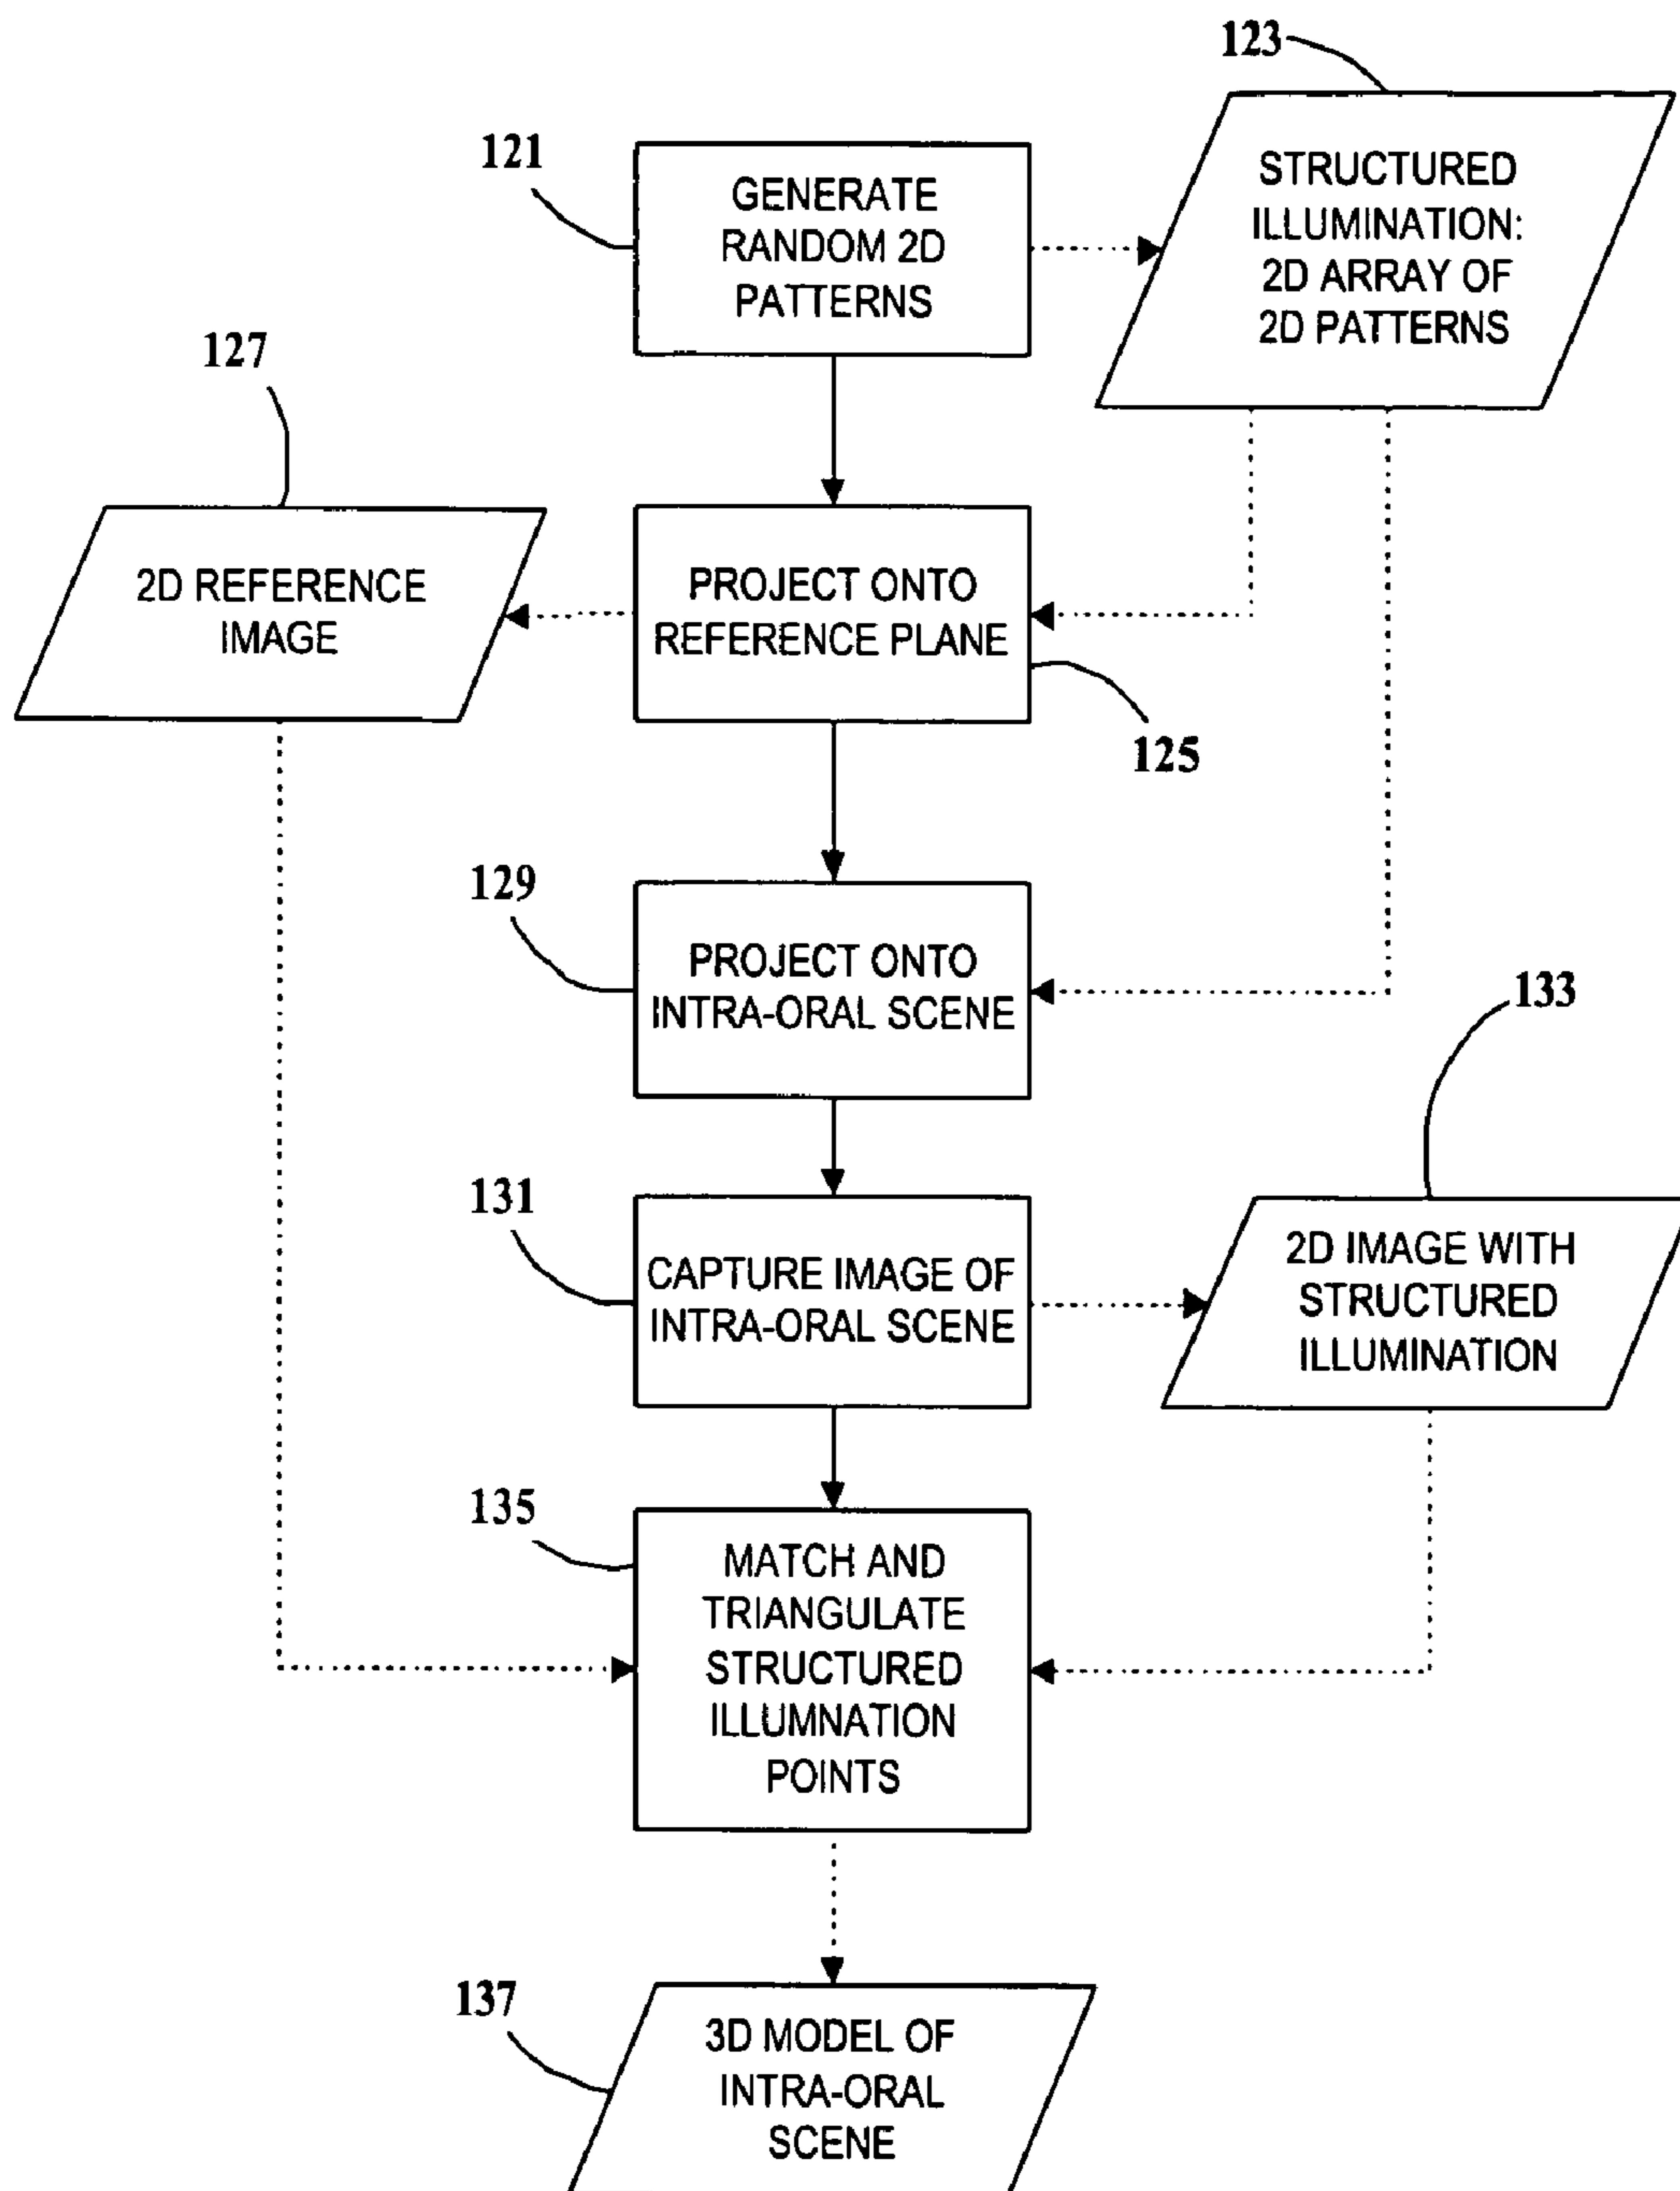 123
121
GENERATE
RANDOM 2D
PATTERNS
STRUCTURED
ILLUMINATION:
2D ARRAY OF
2D PATTERNS
127
2D REFERENCE
IMAGE
PROJECT ONTO
REFERENCE PLANE
125
129
PROJECT ONTO
INTRA-ORAL SCENE
133
131
CAPTURE IMAGE OF
INTRA-ORAL SCENE
2D IMAGE WITH
STRUCTURED
ILLUMINATION
135
MATCH AND
TRIANGULATE
STRUCTURED
ILLUMNATION
POINTS
137
3D MODEL OF
INTRA-ORAL
SCENE